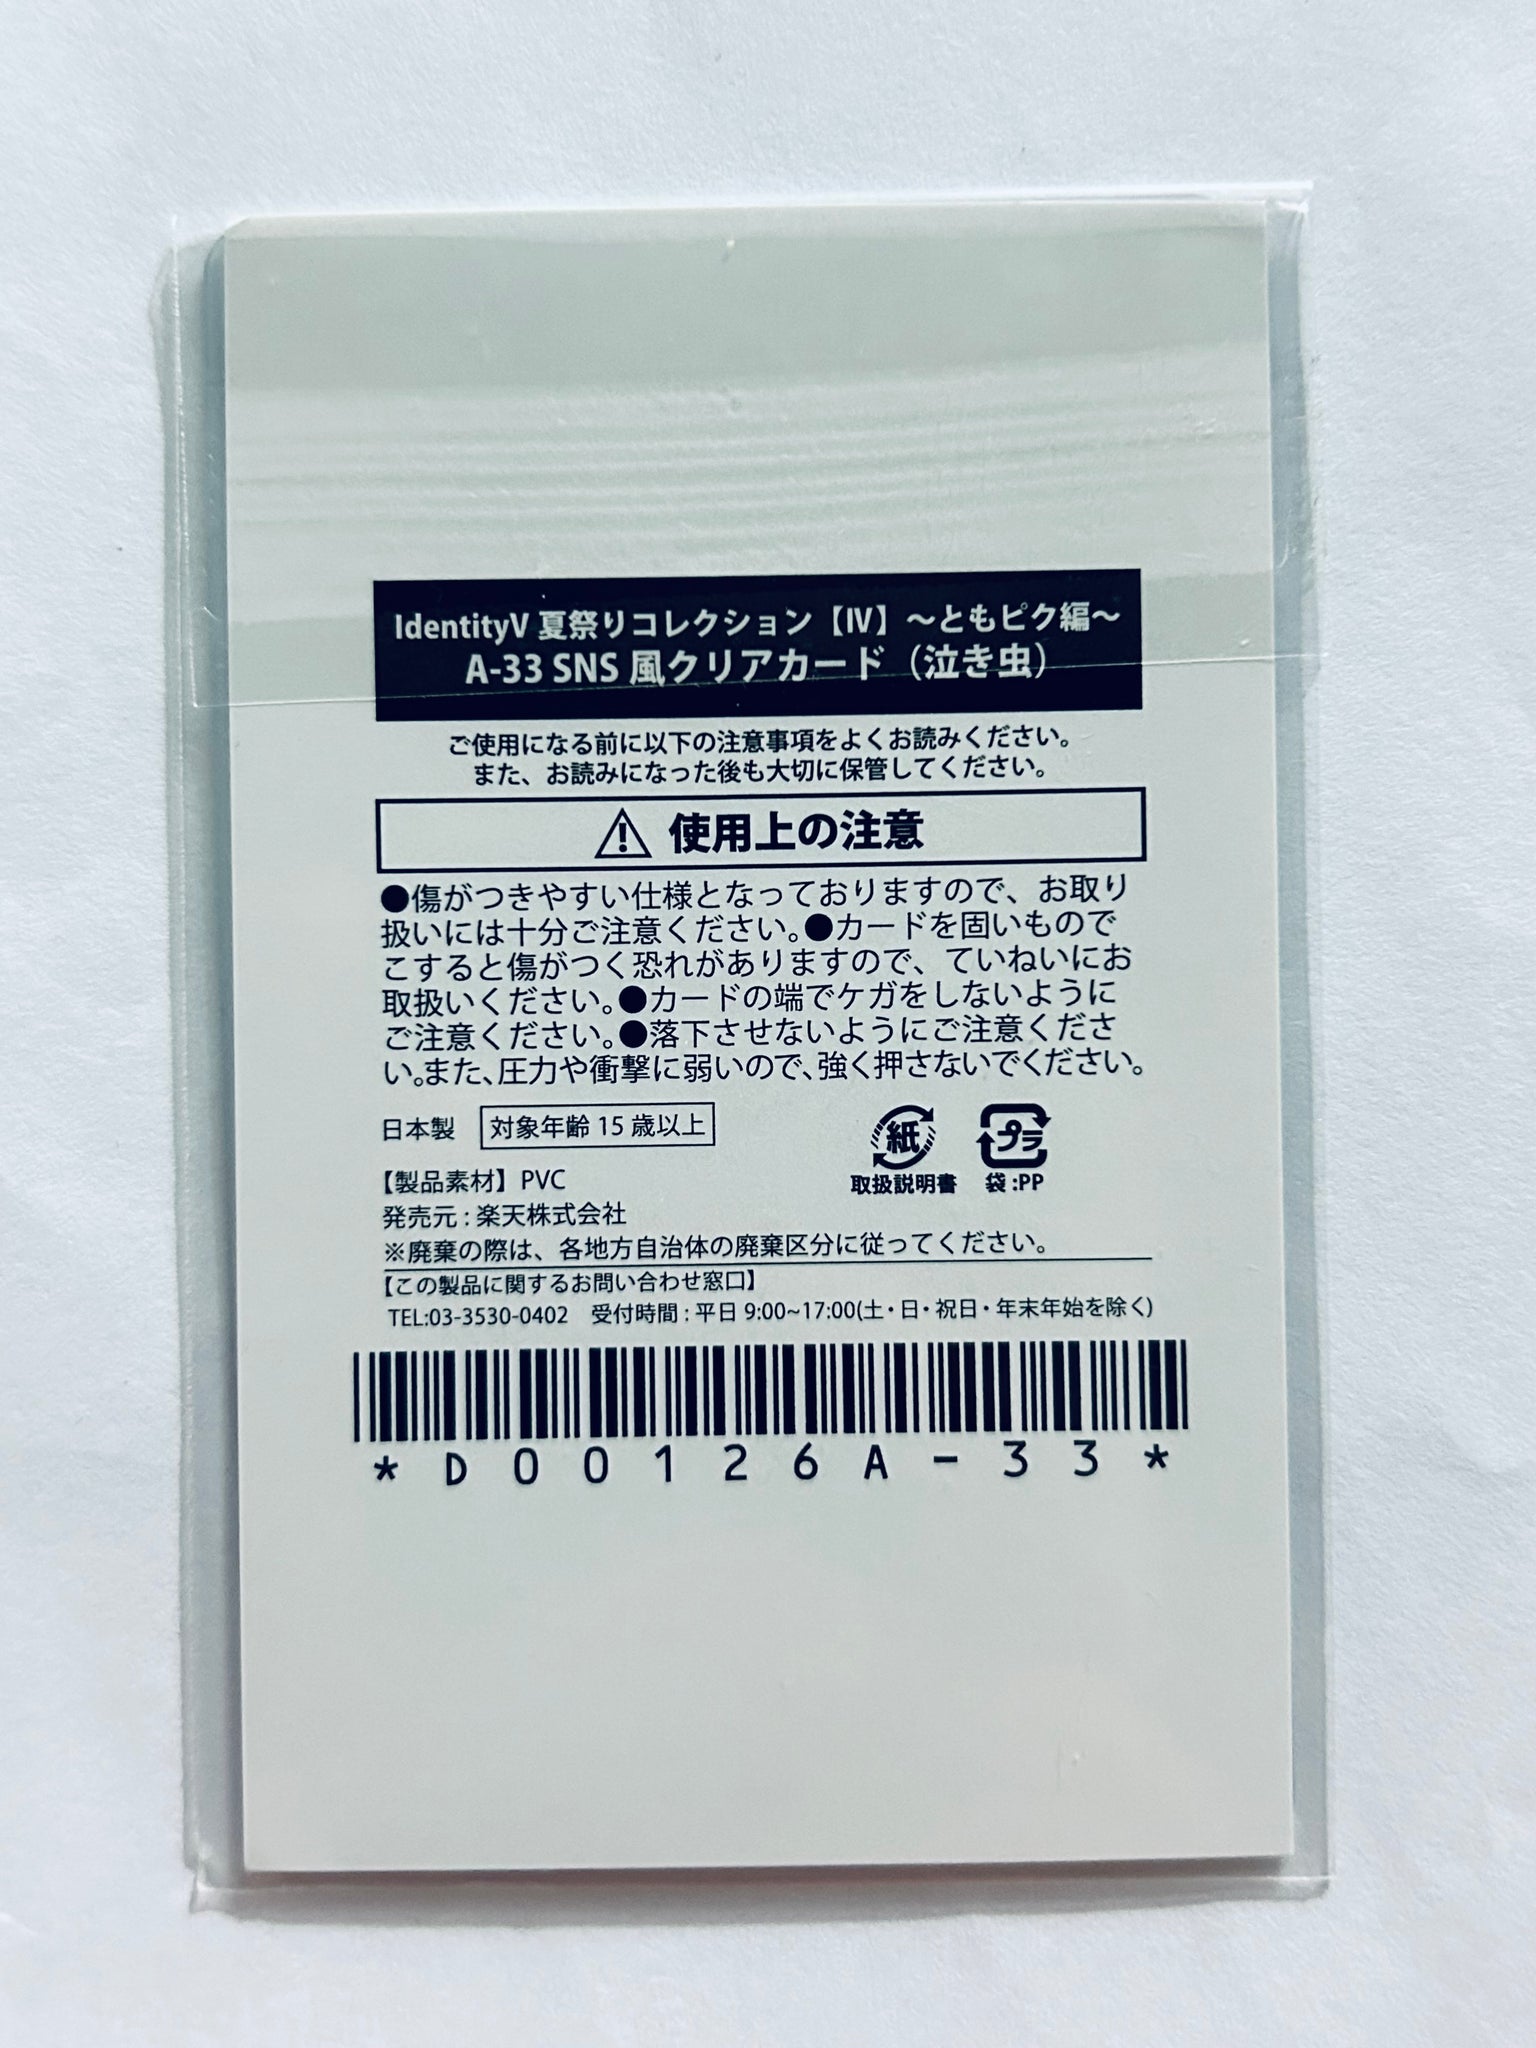 IdentityV 夏祭りコレクション【Ⅳ】～ともピク編～
A-33 SNS 風クリアカード（泣き虫）
ご使用になる前に以下の注意事項をよくお読みください。
また、お読みになった後も大切に保管してください。
使用上の注意
●傷がつきやすい仕様となっておりますので、お取り
扱いには十分ご注意ください。●カードを固いもので
こすると傷がつく恐れがありますので、ていねいにお
取扱いください。●カードの端でケガをしないように
ご注意ください。●落下させないようにご注意くださ
い。また、圧力や衝撃に弱いので、強く押さないでください。
日本製 対象年齢 15 歳以上
紙 プラ
取扱説明書 袋:PP
【製品素材】PVC
発売元 : 楽天株式会社
※廃棄の際は、各地方自治体の廃棄区分に従ってください。
【この製品に関するお問い合わせ窓口】
TEL:03-3530-0402 受付時間 : 平日 9:00~17:00(土・日・祝日・年末年始を除く)
*D00126A-33*